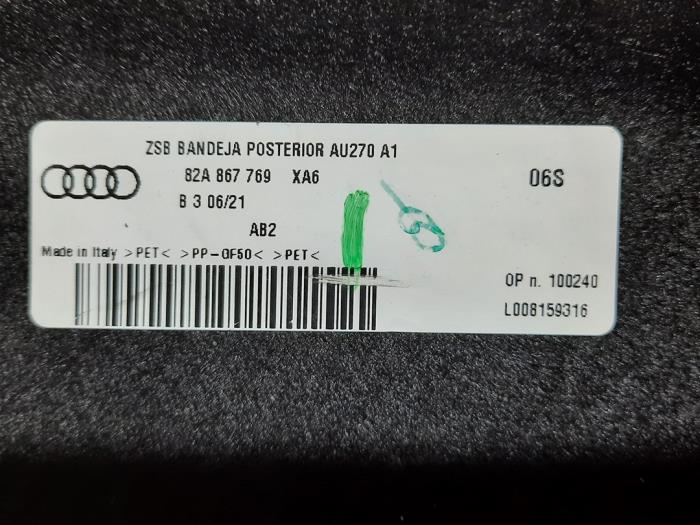 ZSB BANDEJA POSTERIOR AU270 A1
82A 867 769 XA6
06S
B 3 06/21
AB2
Made in Italy >PET< >PP-GF50< >PET<
OP n. 100240
L008159316